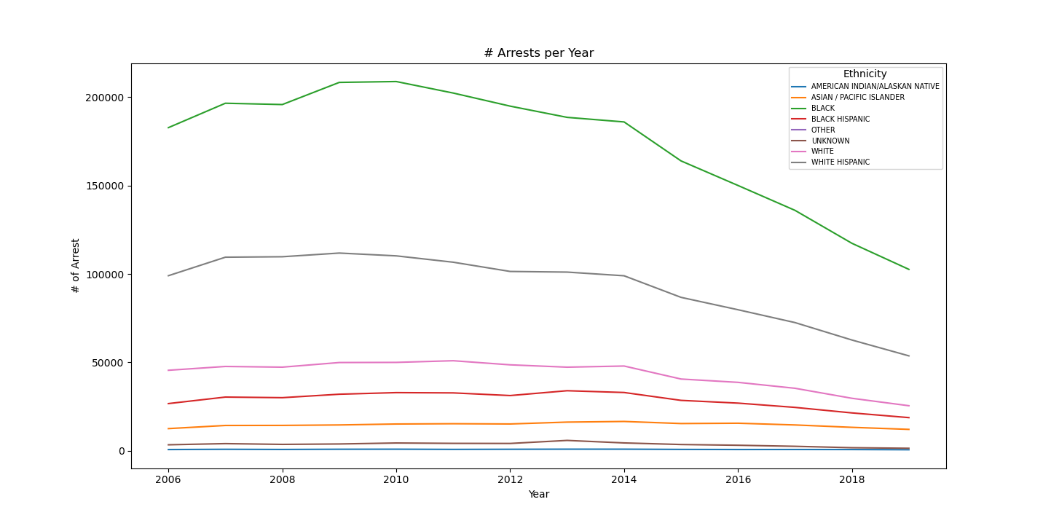 # Arrests per Year
Ethnicity
AMERICAN INDIAN/ALASKAN NATIVE
ASIAN / PACIFIC ISLANDER
BLACK
BLACK HISPANIC
OTHER
UNKNOWN
WHITE
WHITE HISPANIC
# of Arrest
200000
150000
100000
50000
0
2006 2008 2010 2012 2014 2016 2018
Year